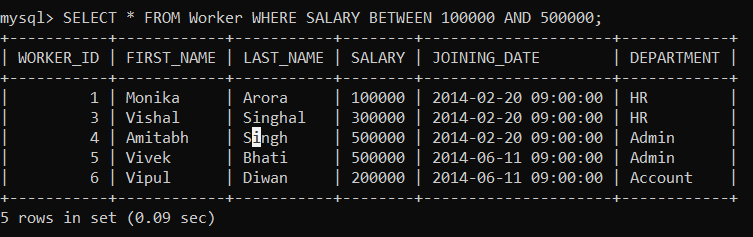 mysql> SELECT * FROM Worker WHERE SALARY BETWEEN 100000 AND 500000;
+-----------+------------+-----------+--------+---------------------+------------+
| WORKER_ID | FIRST_NAME | LAST_NAME | SALARY | JOINING_DATE        | DEPARTMENT |
+-----------+------------+-----------+--------+---------------------+------------+
|         1 | Monika     | Arora     | 100000 | 2014-02-20 09:00:00 | HR         |
|         3 | Vishal     | Singhal   | 300000 | 2014-02-20 09:00:00 | HR         |
|         4 | Amitabh    | Singh     | 500000 | 2014-02-20 09:00:00 | Admin      |
|         5 | Vivek      | Bhati     | 500000 | 2014-06-11 09:00:00 | Admin      |
|         6 | Vipul      | Diwan     | 200000 | 2014-06-11 09:00:00 | Account    |
+-----------+------------+-----------+--------+---------------------+------------+
5 rows in set (0.09 sec)